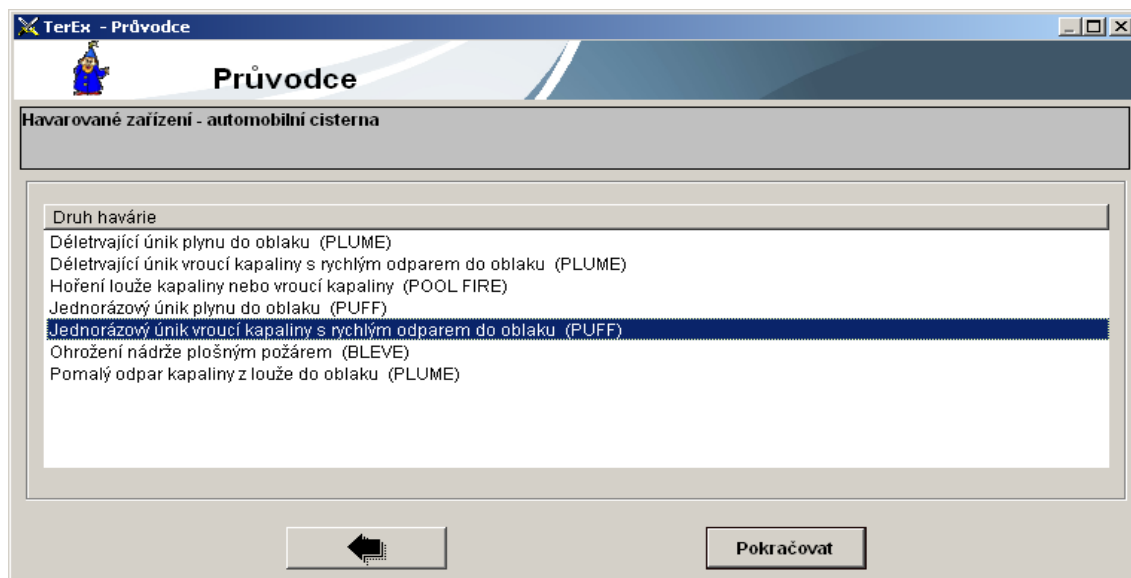 TerEx - Průvodce
Průvodce
Havarované zařízení - automobilní cisterna
Druh havárie
Déletrvající únik plynu do oblaku (PLUME)
Déletrvající únik vroucí kapaliny s rychlým odparem do oblaku (PLUME)
Hoření louže kapaliny nebo vroucí kapaliny (POOL FIRE)
Jednorázový únik plynu do oblaku (PUFF)
Jednorázový únik vroucí kapaliny s rychlým odparem do oblaku (PUFF)
Ohrožení nádrže plošným požárem (BLEVE)
Pomalý odpar kapaliny z louže do oblaku (PLUME)
Pokračovat